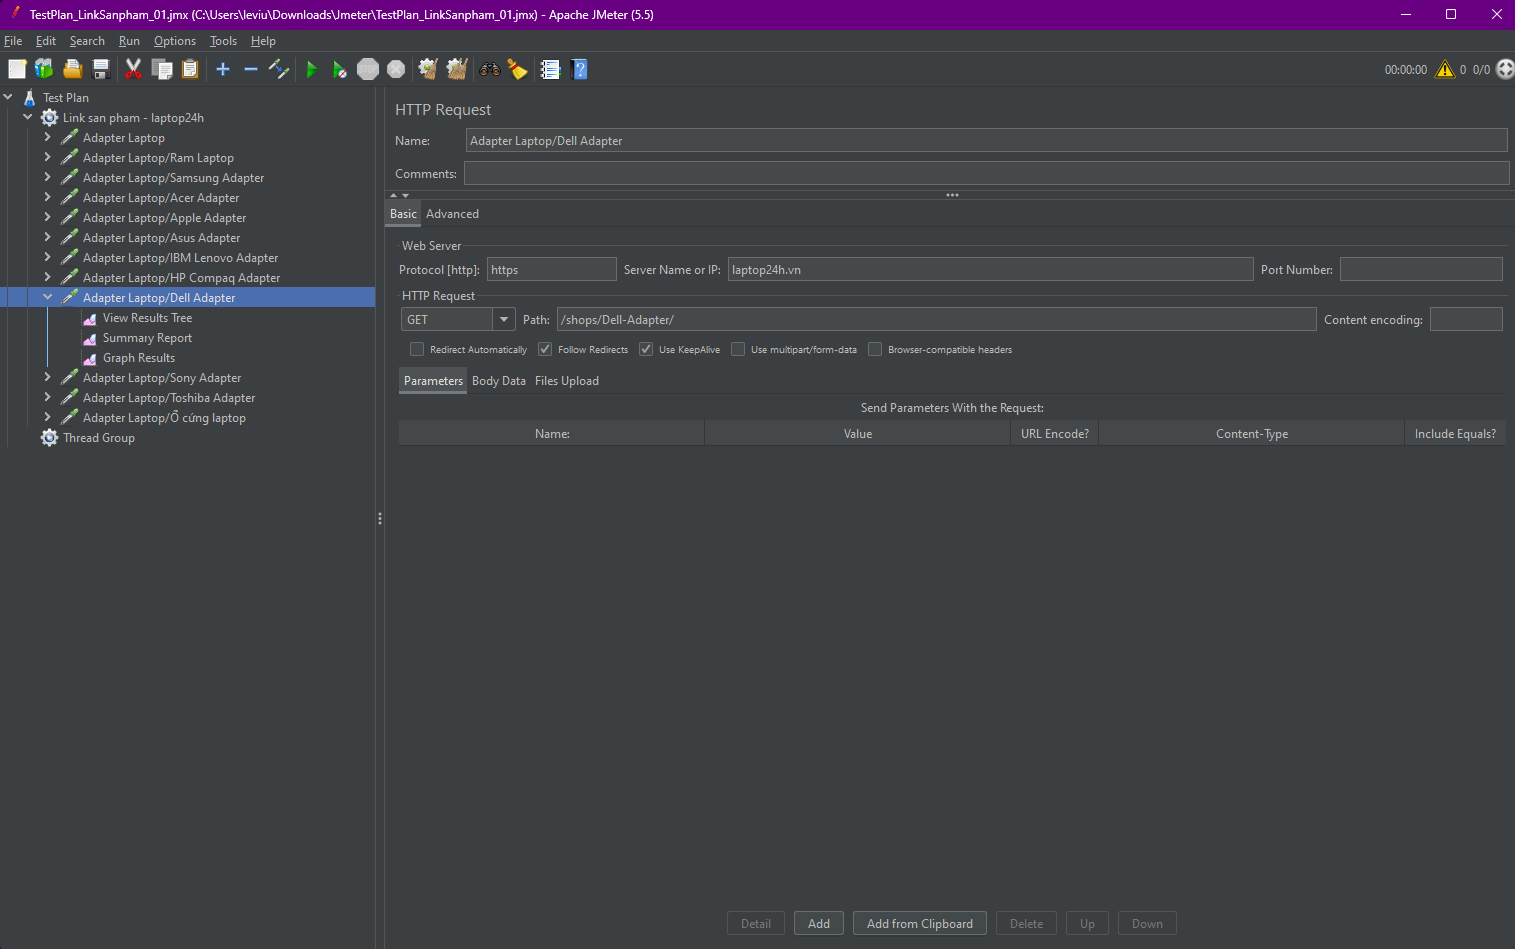 TestPlan_LinkSanpham_01.jmx (C:\Users\leviu\Downloads\Jmeter\TestPlan_LinkSanpham_01.jmx) - Apache JMeter (5.5)
File Edit Search Run Options Tools Help
STOP
00:00:00 0 0/0
Test Plan
Link san pham - laptop24h
Adapter Laptop
Adapter Laptop/Ram Laptop
Adapter Laptop/Samsung Adapter
Adapter Laptop/Acer Adapter
Adapter Laptop/Apple Adapter
Adapter Laptop/Asus Adapter
Adapter Laptop/IBM Lenovo Adapter
Adapter Laptop/HP Compaq Adapter
Adapter Laptop/Dell Adapter
View Results Tree
Summary Report
Graph Results
Adapter Laptop/Sony Adapter
Adapter Laptop/Toshiba Adapter
Adapter Laptop/Ổ cứng laptop
Thread Group
HTTP Request
Name: Adapter Laptop/Dell Adapter
Comments:
Basic Advanced
Web Server
Protocol [http]: https Server Name or IP: laptop24h.vn Port Number:
HTTP Request
GET Path: /shops/Dell-Adapter/ Content encoding:
Redirect Automatically Follow Redirects Use KeepAlive Use multipart/form-data Browser-compatible headers
Parameters Body Data Files Upload
Send Parameters With the Request:
Name: Value URL Encode? Content-Type Include Equals?
Detail Add Add from Clipboard Delete Up Down